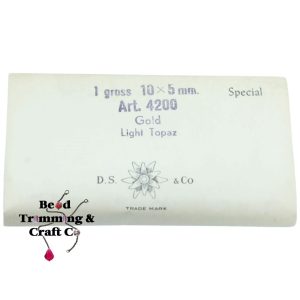 1 gross 10×5 mm. Special
Art. 4200
Gold
Light Topaz
D.S. & Co
TRADE MARK
Bead
Trimming &
Craft Co